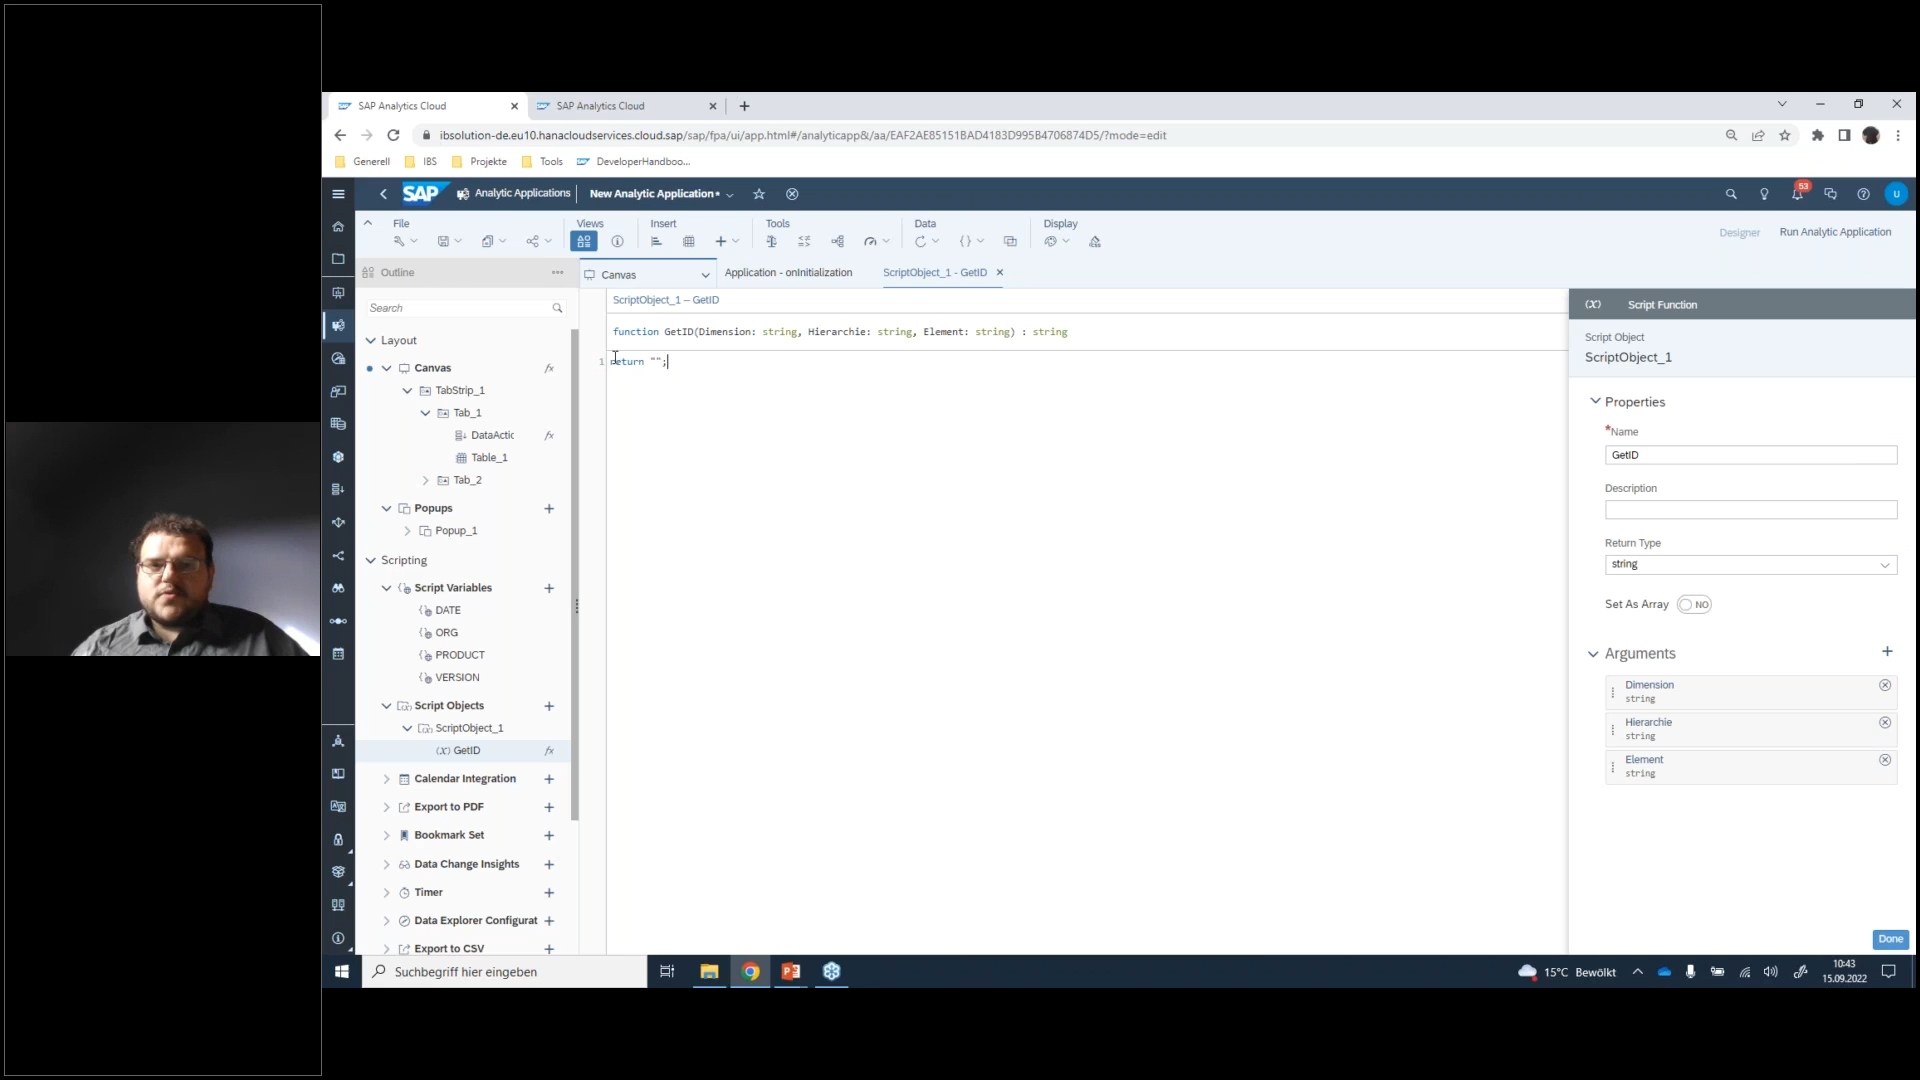 SAP Analytics Cloud
SAP Analytics Cloud
ibsolution-de.eu10.hanacloudservices.cloud.sap/sap/fpa/ui/app.html#/analyticapp&/aa/EAF2AE85151BAD4183D995B4706874D5/?mode=edit
Generell
IBS
Projekte
Tools
DeveloperHandboo...
SAP
Analytic Applications
New Analytic Application*
53
U
File
Views
Insert
Tools
Data
Display
Designer
Run Analytic Application
Outline
Canvas
Application - onInitialization
ScriptObject_1 - GetID
Search
Layout
Canvas
TabStrip_1
Tab_1
DataActic
Table_1
Tab_2
Popups
Popup_1
Scripting
Script Variables
DATE
ORG
PRODUCT
VERSION
Script Objects
ScriptObject_1
(X) GetID
Calendar Integration
Export to PDF
Bookmark Set
Data Change Insights
Timer
Data Explorer Configurat
Export to CSV
ScriptObject_1 – GetID
function GetID(Dimension: string, Hierarchie: string, Element: string) : string
1 return "";
(X) Script Function
Script Object
ScriptObject_1
Properties
*Name
GetID
Description
Return Type
string
Set As Array NO
Arguments
Dimension
string
Hierarchie
string
Element
string
Done
Suchbegriff hier eingeben
15°C Bewölkt
10:43
15.09.2022